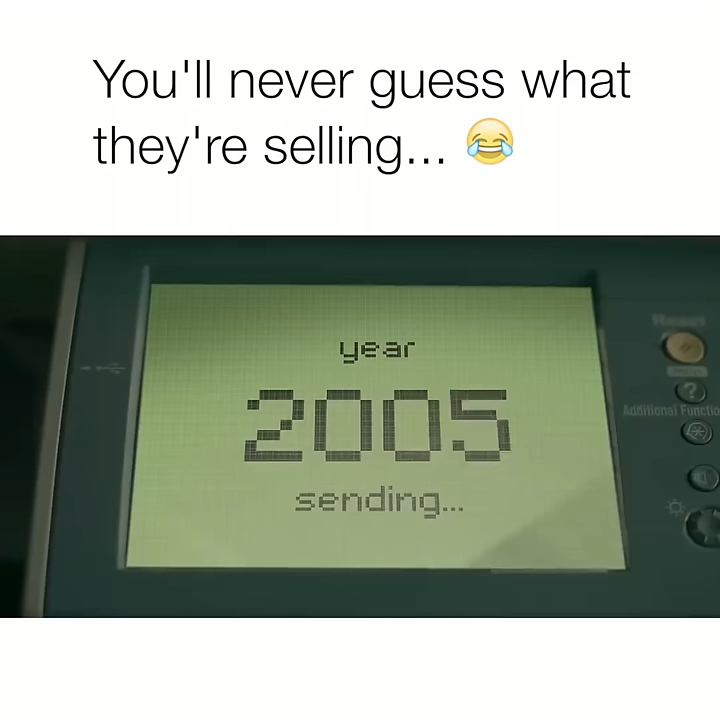 You'll never guess what
they're selling... 😂
year
2005
sending...
Additional Functio